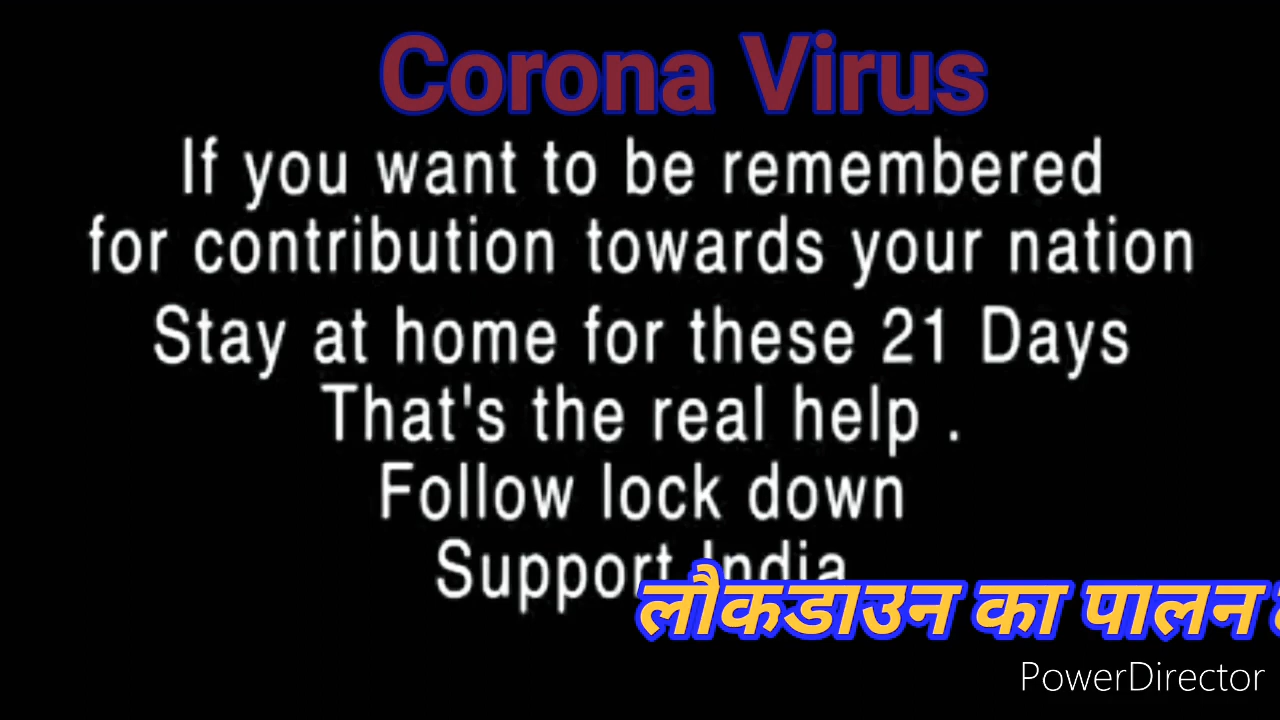 Corona Virus
If you want to be remembered
for contribution towards your nation
Stay at home for these 21 Days
That's the real help .
Follow lock down
Support India
लौकडाउन का पालन
PowerDirector